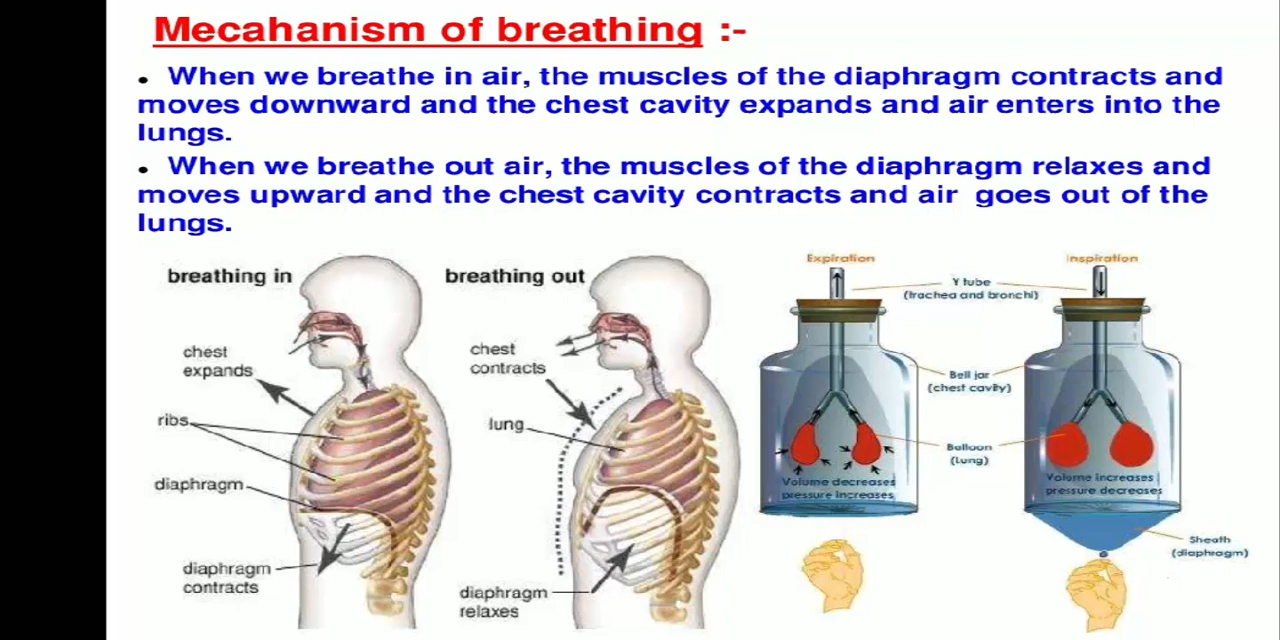 Mecahanism of breathing :-
• When we breathe in air, the muscles of the diaphragm contracts and
moves downward and the chest cavity expands and air enters into the
lungs.
• When we breathe out air, the muscles of the diaphragm relaxes and
moves upward and the chest cavity contracts and air goes out of the
lungs.
breathing in
chest
expands
ribs
diaphragm
diaphragm
contracts
breathing out
chest
contracts
lung
diaphragm
relaxes
Expiration
Inspiration
Y tube
(trachea and bronchi)
Bell jar
(chest cavity)
Balloon
(Lung)
Volume decreases
pressure increases
Volume increases
pressure decreases
Sheath
(diaphragm)